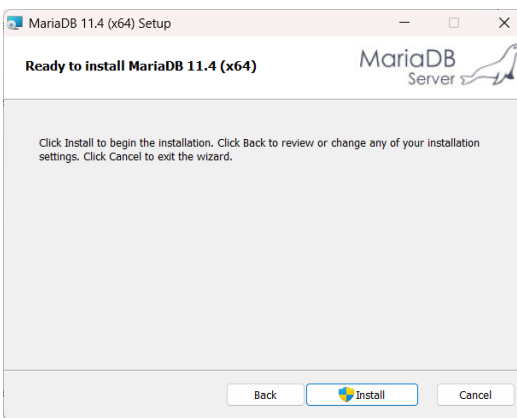 MariaDB 11.4 (x64) Setup
Ready to install MariaDB 11.4 (x64)
MariaDB
Server
Click Install to begin the installation. Click Back to review or change any of your installation
settings. Click Cancel to exit the wizard.
Back
Install
Cancel